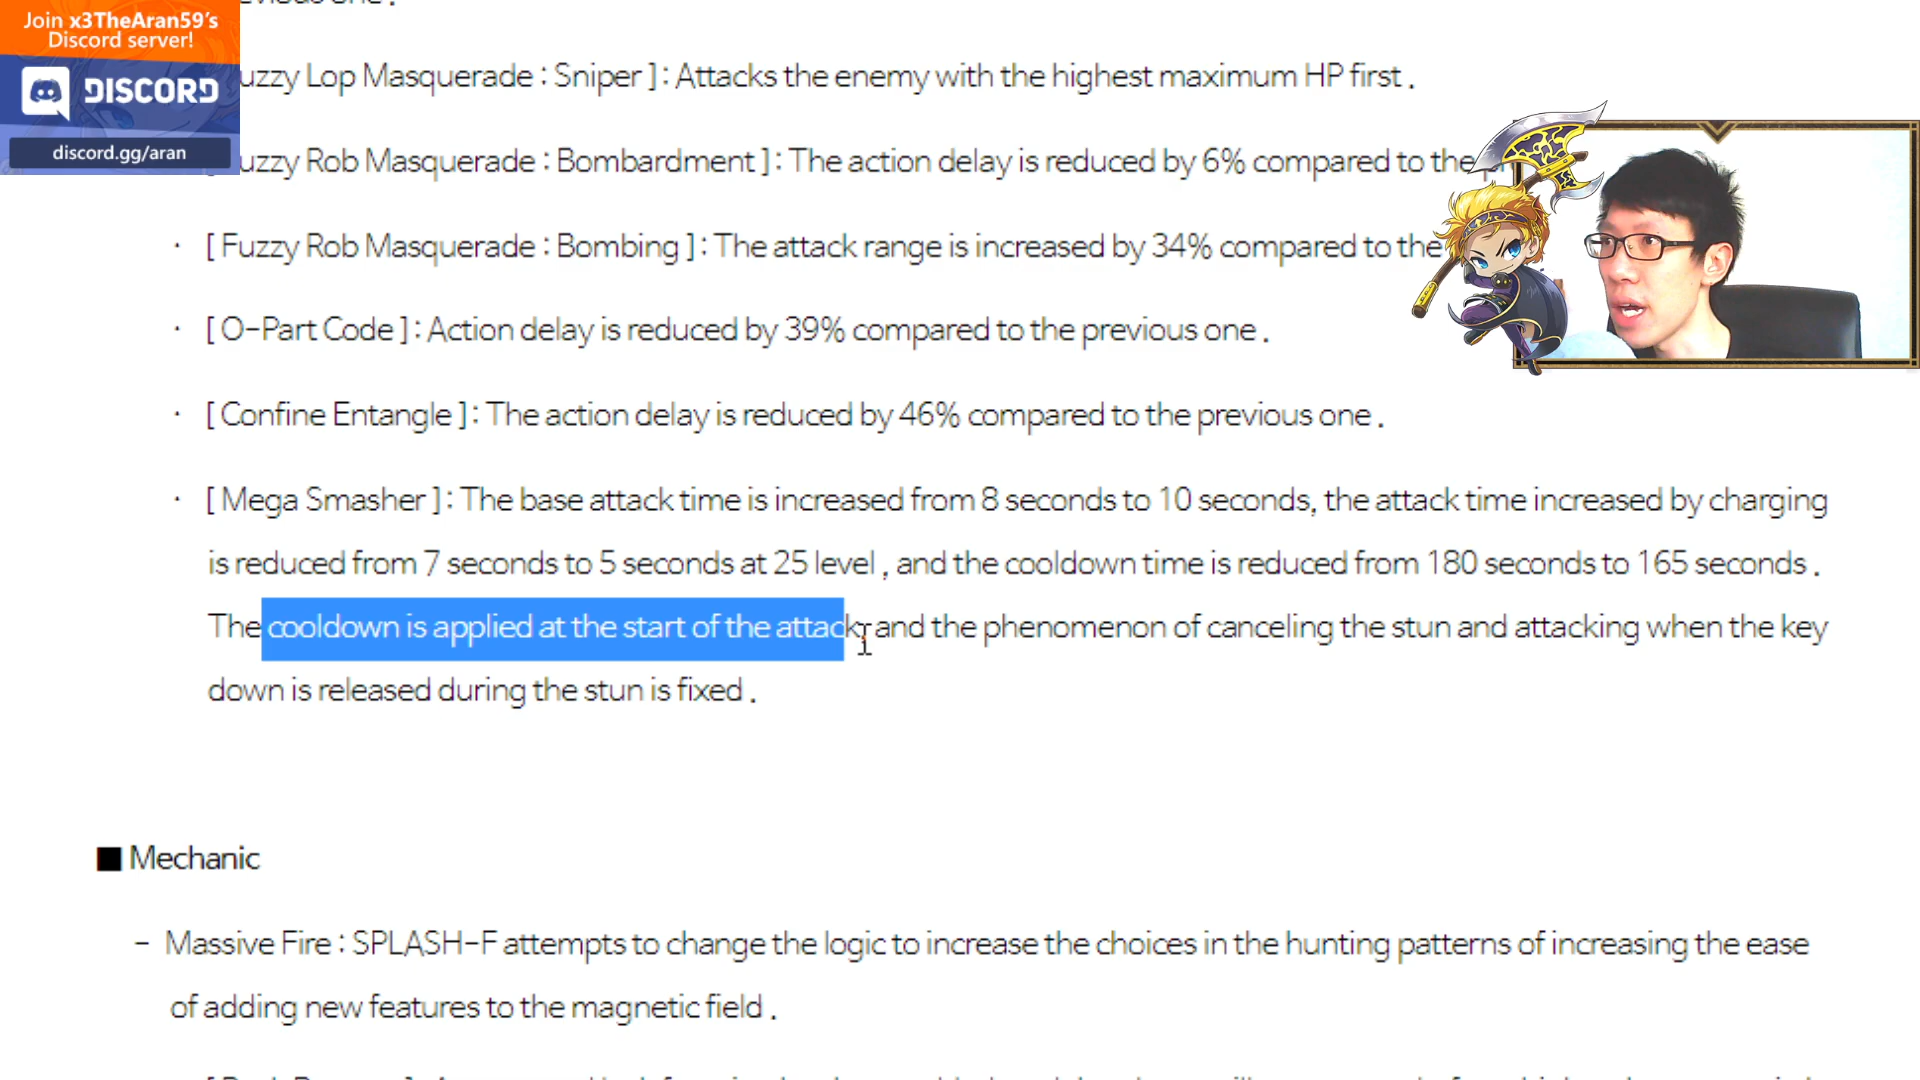 Join x3TheAran59's
Discord server!
DISCORD
discord.gg/aran
uzzy Lop Masquerade : Sniper ] : Attacks the enemy with the highest maximum HP first .
uzzy Rob Masquerade : Bombardment ] : The action delay is reduced by 6% compared to the
· [ Fuzzy Rob Masquerade : Bombing ] : The attack range is increased by 34% compared to the
· [ O-Part Code ] : Action delay is reduced by 39% compared to the previous one .
· [ Confine Entangle ] : The action delay is reduced by 46% compared to the previous one .
· [ Mega Smasher ] : The base attack time is increased from 8 seconds to 10 seconds, the attack time increased by charging
is reduced from 7 seconds to 5 seconds at 25 level , and the cooldown time is reduced from 180 seconds to 165 seconds .
The cooldown is applied at the start of the attack, and the phenomenon of canceling the stun and attacking when the key
down is released during the stun is fixed .
■ Mechanic
- Massive Fire : SPLASH-F attempts to change the logic to increase the choices in the hunting patterns of increasing the ease
of adding new features to the magnetic field .